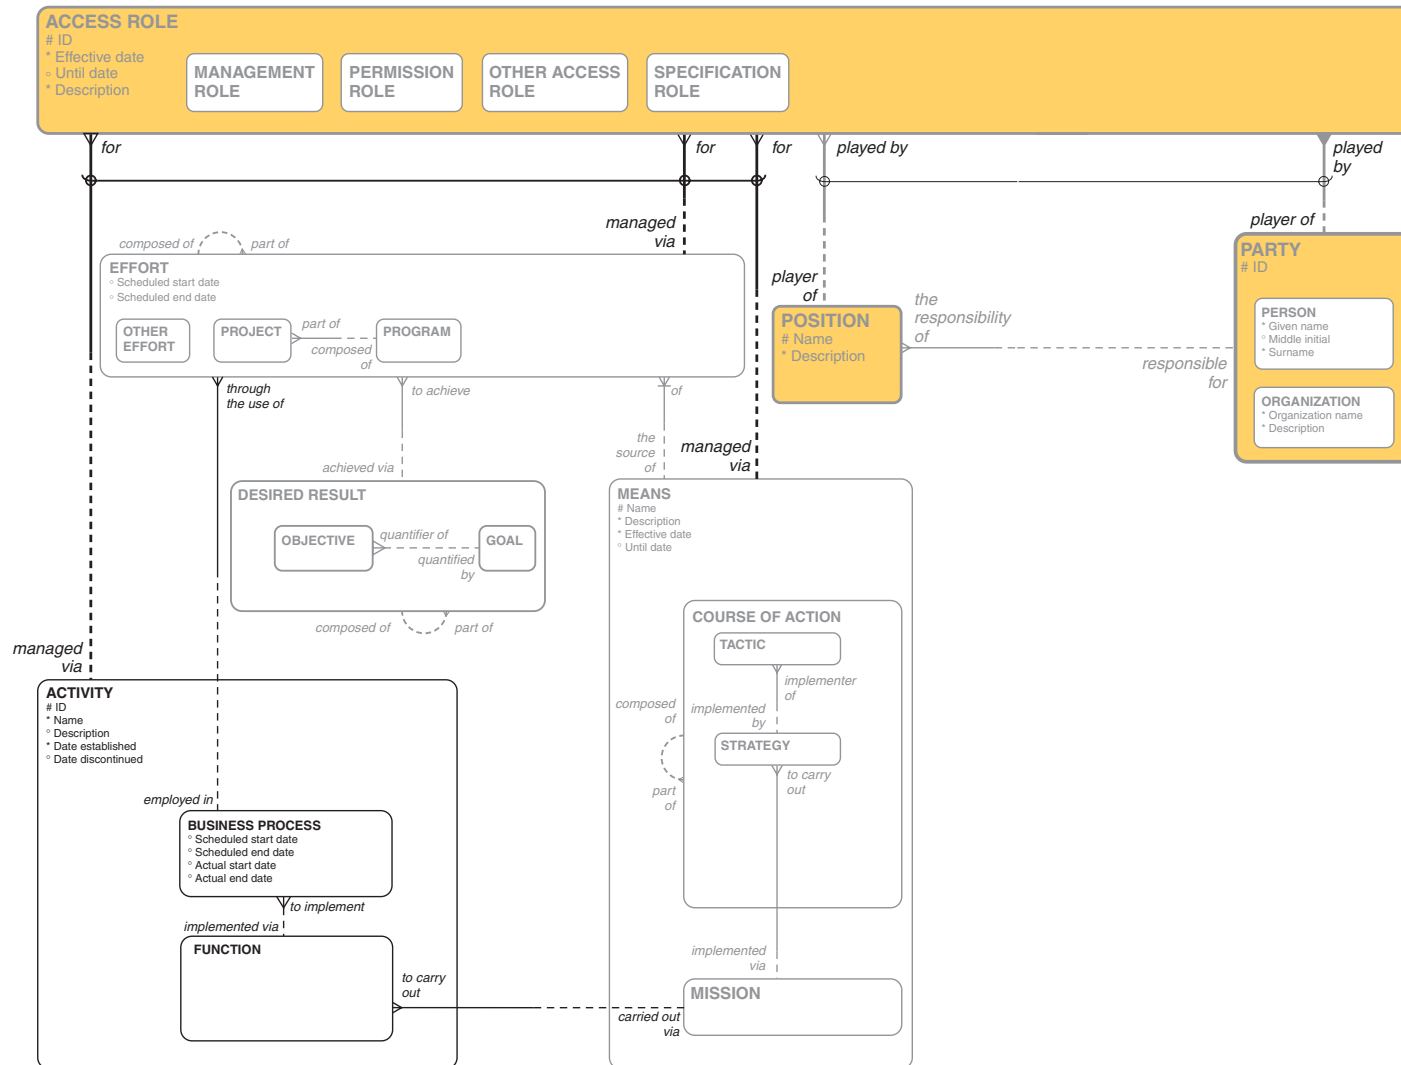 ACCESS ROLE
# ID
* Effective date
○ Until date
* Description
MANAGEMENT
ROLE
PERMISSION
ROLE
OTHER ACCESS
ROLE
SPECIFICATION
ROLE
for
for
for
played by
played
by
managed
via
player of
composed of
part of
EFFORT
○ Scheduled start date
○ Scheduled end date
OTHER
EFFORT
PROJECT
part of
composed
of
PROGRAM
player
of
POSITION
# Name
* Description
the
responsibility
of
responsible
for
PARTY
# ID
PERSON
* Given name
○ Middle initial
* Surname
ORGANIZATION
* Organization name
* Description
through
the use of
to achieve
of
achieved via
the
source
of
managed
via
DESIRED RESULT
OBJECTIVE
quantifier of
quantified
by
GOAL
composed of
part of
MEANS
# Name
* Description
* Effective date
○ Until date
COURSE OF ACTION
TACTIC
implementer
of
implemented
by
composed
of
STRATEGY
part
of
to carry
out
managed
via
ACTIVITY
# ID
* Name
○ Description
* Date established
○ Date discontinued
employed in
BUSINESS PROCESS
○ Scheduled start date
○ Scheduled end date
○ Actual start date
○ Actual end date
to implement
implemented via
FUNCTION
to carry
out
implemented
via
MISSION
carried out
via